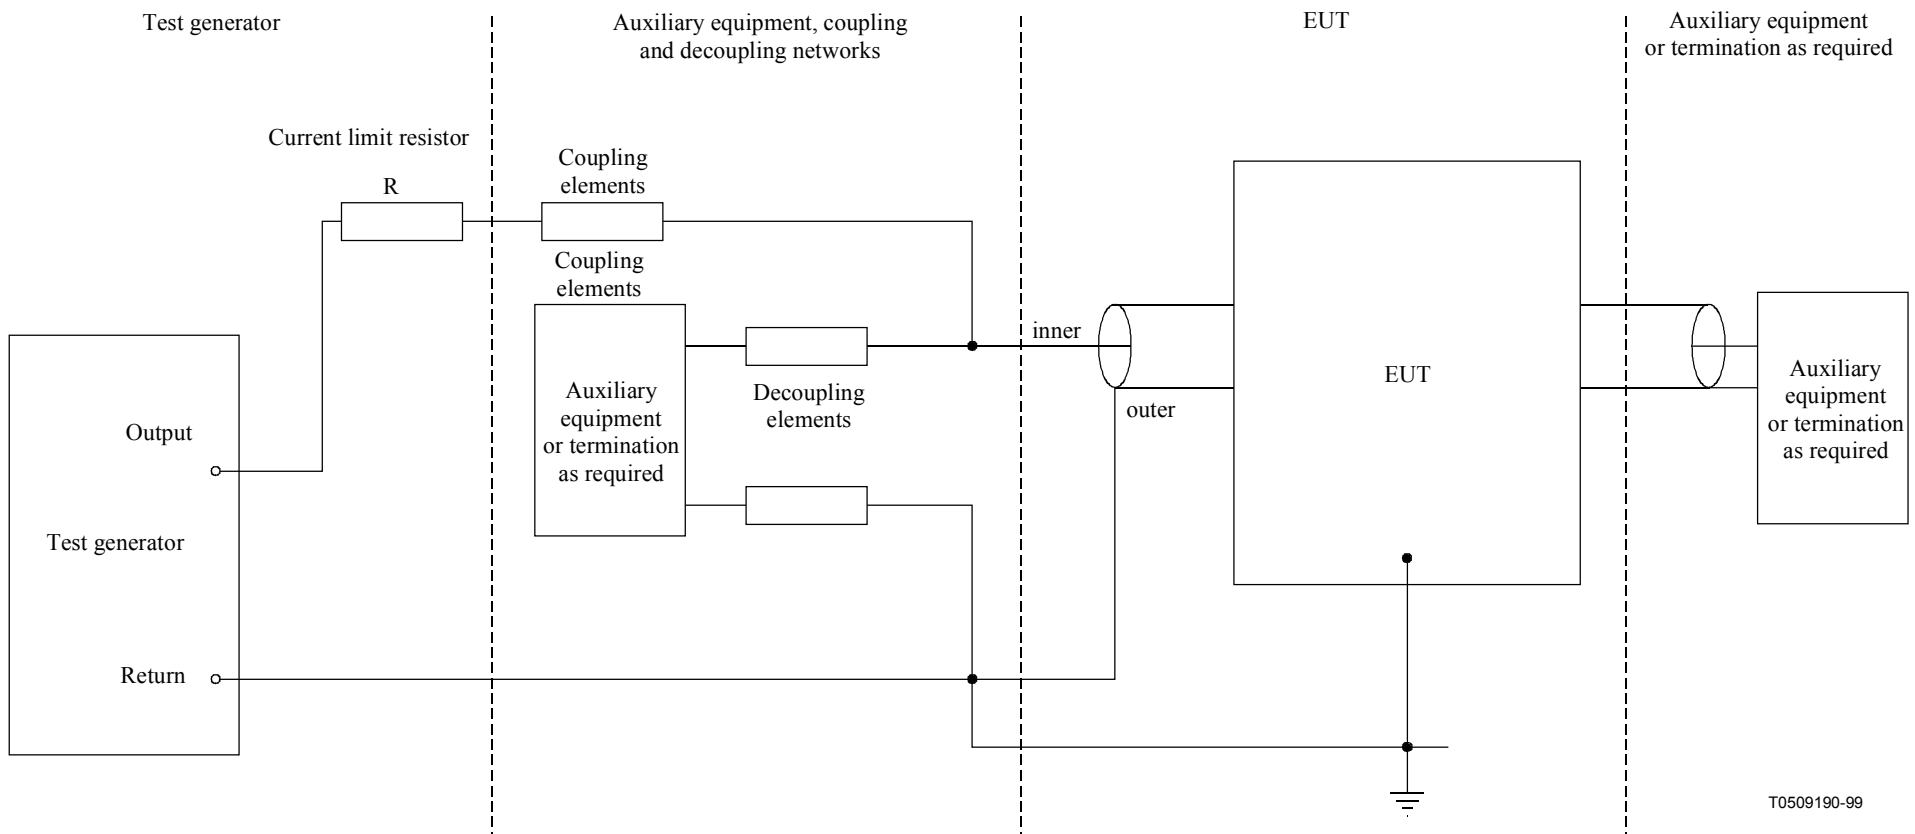 Test generator
Auxiliary equipment, coupling
and decoupling networks
EUT
Auxiliary equipment
or termination as required
Current limit resistor
R
Coupling
elements
Coupling
elements
Auxiliary
equipment
or termination
as required
Decoupling
elements
inner
outer
EUT
Auxiliary
equipment
or termination
as required
Output
Test generator
Return
T0509190-99